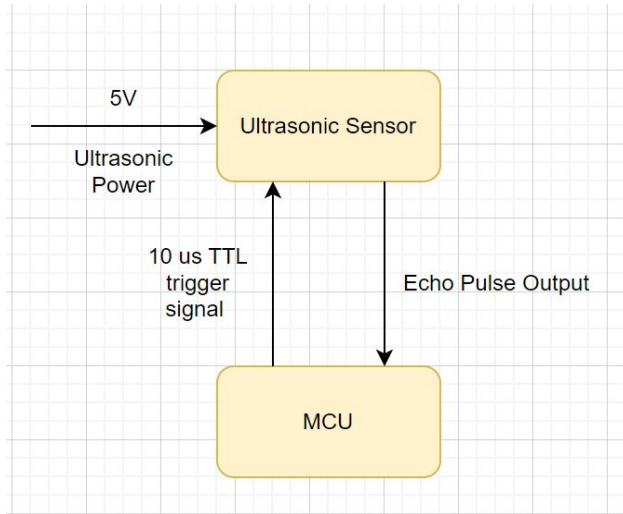 5V
Ultrasonic Sensor
Ultrasonic
Power
10 us TTL
trigger
signal
Echo Pulse Output
MCU